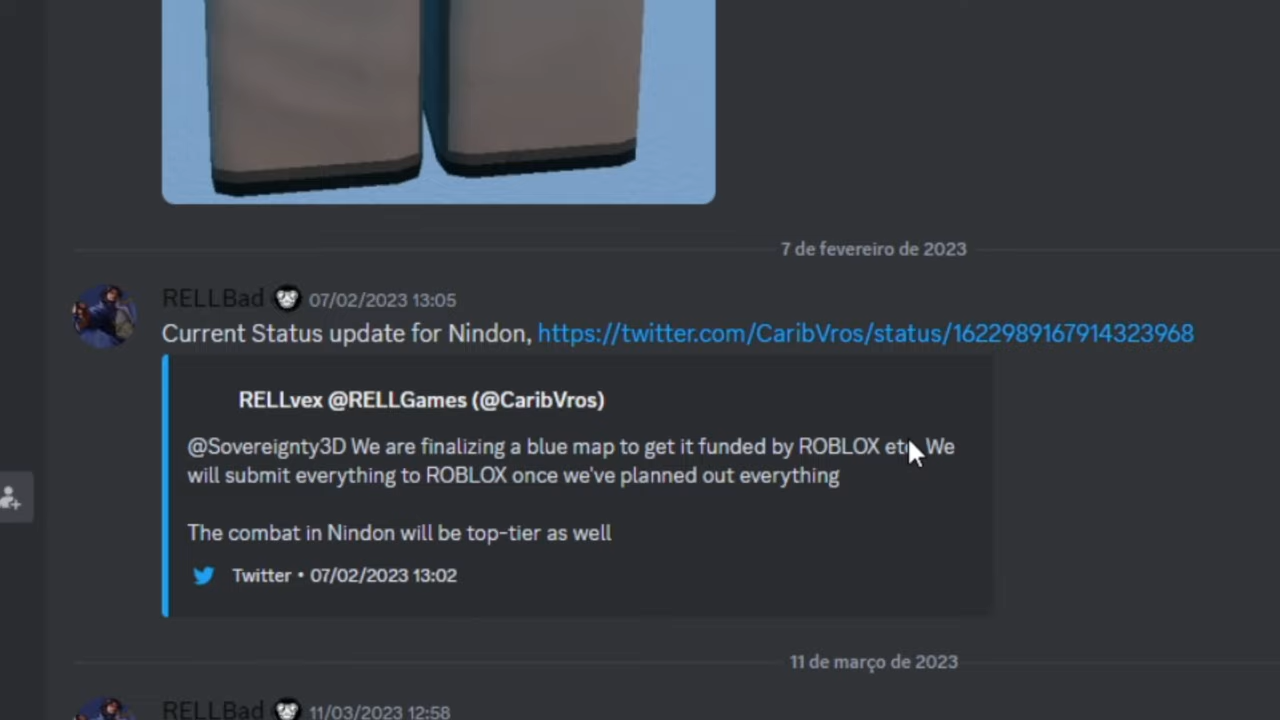 7 de fevereiro de 2023
RELLBad 07/02/2023 13:05
Current Status update for Nindon, https://twitter.com/CaribVros/status/1622989167914323968
RELLvex @RELLGames (@CaribVros)
@Sovereignty3D We are finalizing a blue map to get it funded by ROBLOX etc. We
will submit everything to ROBLOX once we've planned out everything
The combat in Nindon will be top-tier as well
Twitter • 07/02/2023 13:02
11 de março de 2023
RELLBad 11/03/2023 12:58